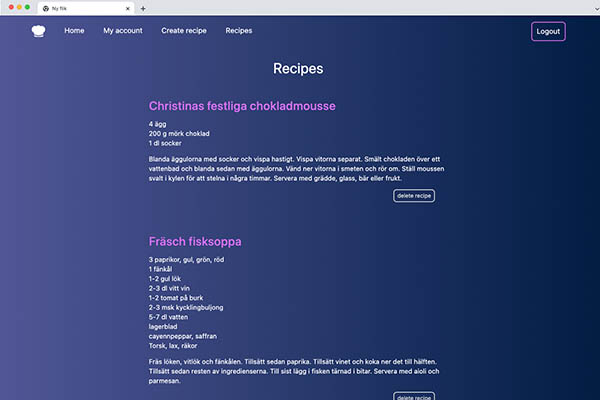 Ny flik
Home My account Create recipe Recipes Logout
Recipes
Christinas festliga chokladmousse
4 ägg
200 g mörk choklad
1 dl socker
Blanda äggulorna med socker och vispa hastigt. Vispa vitorna separat. Smält chokladen över ett
vattenbad och blanda sedan med äggulorna. Vänd ner vitorna i smeten och rör om. Ställ moussen
svalt i kylen för att stelna i några timmar. Servera med grädde, glass, bär eller frukt.
delete recipe
Fräsch fisksoppa
3 paprikor, gul, grön, röd
1 fänkål
1-2 gul lök
2-3 dl vitt vin
1-2 tomat på burk
2-3 msk kycklingbuljong
5-7 dl vatten
lagerblad
cayennpeppar, saffran
Torsk, lax, räkor
Fräs löken, vitlök och fänkålen. Tillsätt sedan paprika. Tillsätt vinet och koka ner det till hälften.
Tillsätt sedan resten av ingredienserna. Till sist lägg i fisken tärnad i bitar. Servera med aioli och
parmesan.
delete recipe